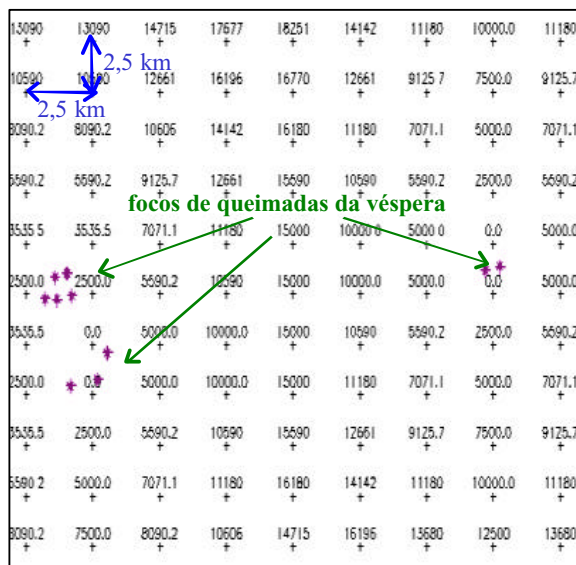 13090 13090 14715 17677 18251 14142 11180 10000.0 11180
2,5 km
10590 12661 16196 16770 12661 9125.7 7500.0 9125.7
2,5 km
8090.2 8090.2 10606 14142 16180 11180 7071.1 5000.0 7071.1
5590.2 5590.2 9125.7 12661 15590 10590 5590.2 2500.0 5590.2
focos de queimadas da véspera
3535.5 3535.5 7071.1 11180 15000 10000.0 5000.0 0.0 5000.0
2500.0 2500.0 5590.2 10590 15000 10000.0 5000.0 0.0 5000.0
3535.5 0.0 5000.0 10000.0 15000 10590 5590.2 2500.0 5590.2
2500.0 0.0 5000.0 10000.0 15000 11180 7071.1 5000.0 7071.1
3535.5 2500.0 5590.2 10590 15590 12661 9125.7 7500.0 9125.7
5590.2 5000.0 7071.1 11180 16180 14142 11180 10000.0 11180
8090.2 7500.0 8090.2 10606 14715 16196 13680 12500 13680